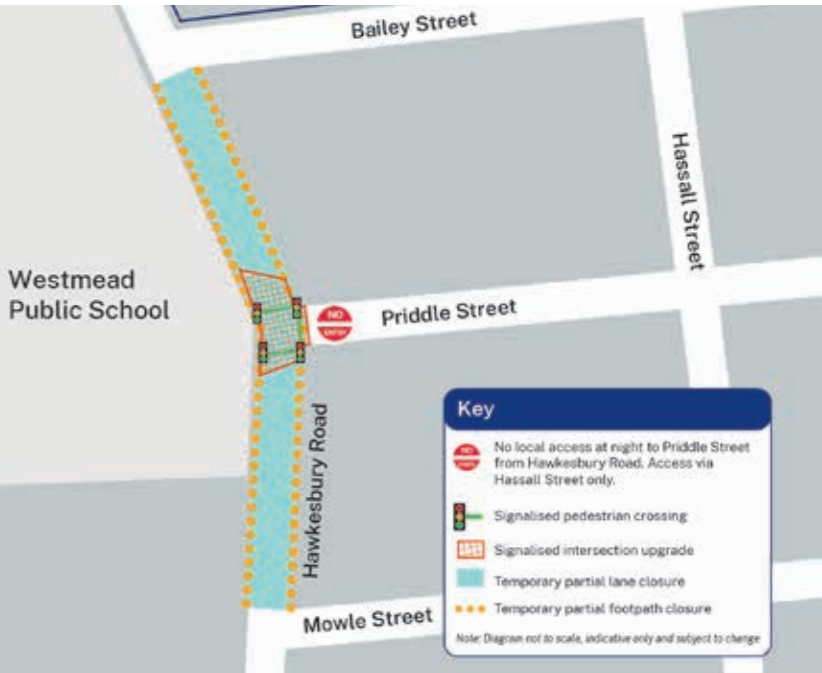 Bailey Street
Hassall Street
Westmead
Public School
NO
ENTRY
Priddle Street
Hawkesbury Road
Mowle Street
Key
NO
ENTRY
No local access at night to Priddle Street
from Hawkesbury Road. Access via
Hassall Street only.
Signalised pedestrian crossing
Signalised intersection upgrade
Temporary partial lane closure
Temporary partial footpath closure
Note: Diagram not to scale, indicative only and subject to change